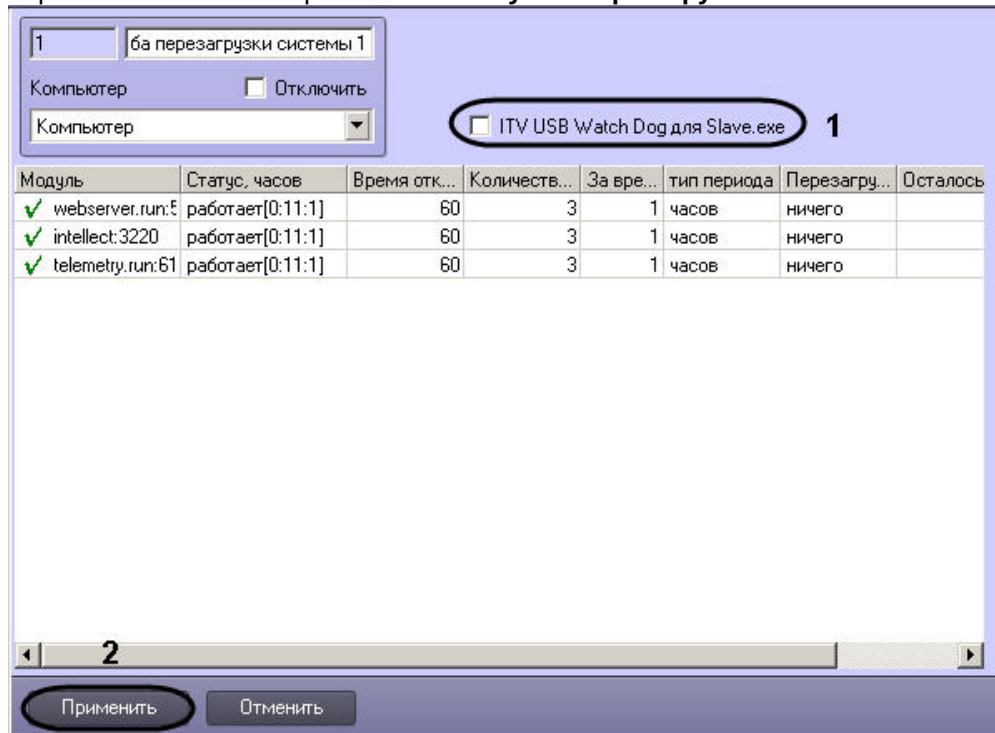 1 ба перезагрузки системы 1
Компьютер Отключить
Компьютер
ITV USB Watch Dog для Slave.exe 1
Модуль Статус, часов Время отк... Количеств... За вре... тип периода Перезагру... Осталось
webserver.run:5 работает[0:11:1] 60 3 1 часов ничего
intellect:3220 работает[0:11:1] 60 3 1 часов ничего
telemetry.run:61 работает[0:11:1] 60 3 1 часов ничего
2
Применить Отменить